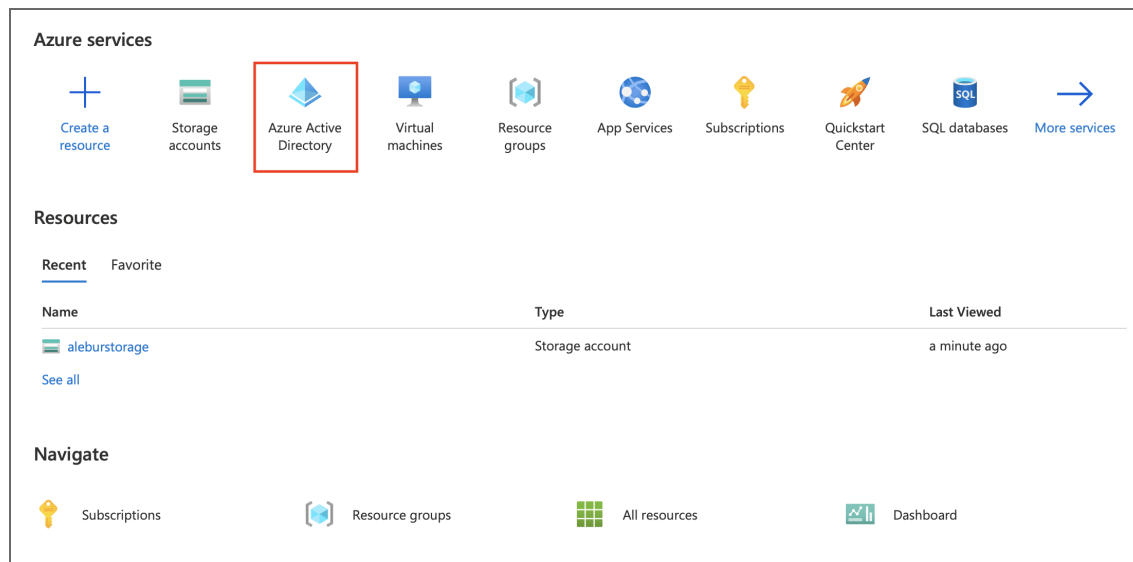 Azure services
Create a
resource
Storage
accounts
Azure Active
Directory
Virtual
machines
Resource
groups
App Services
Subscriptions
Quickstart
Center
SQL
SQL databases
More services
Resources
Recent Favorite
Name Type Last Viewed
aleburstorage Storage account a minute ago
See all
Navigate
Subscriptions Resource groups All resources Dashboard